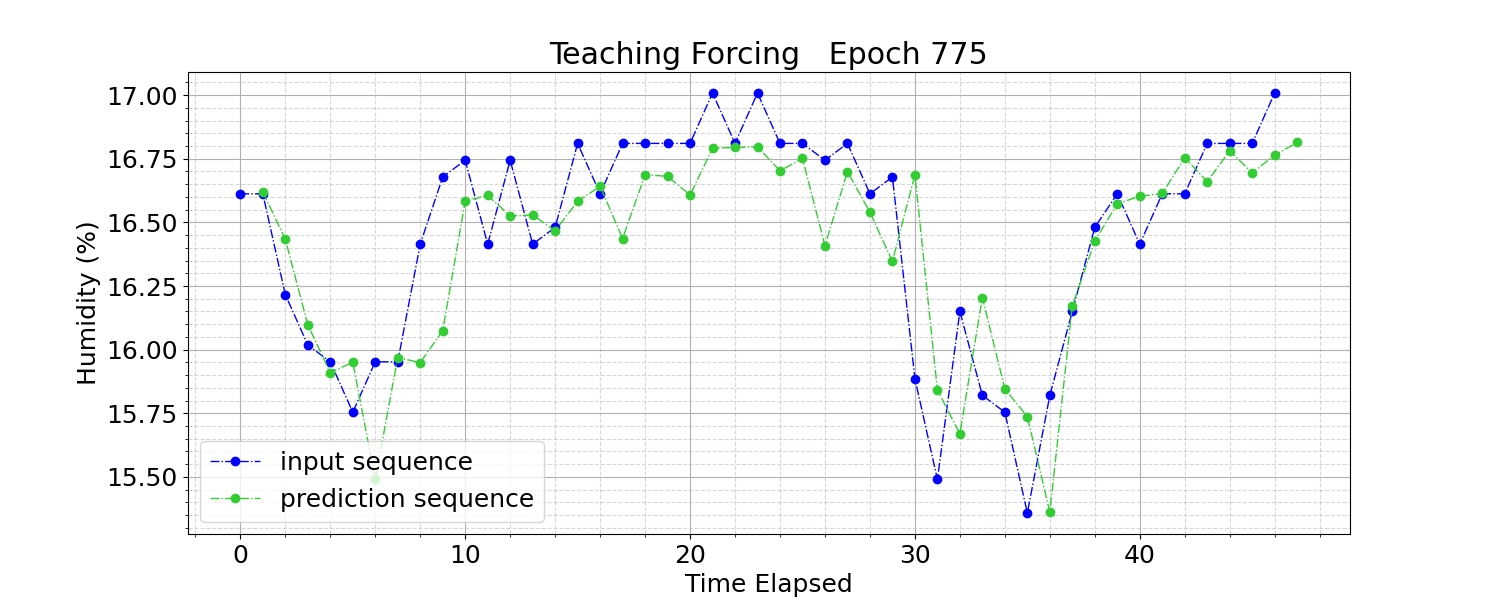 Teaching Forcing   Epoch 775
Humidity (%)
17.00
16.75
16.50
16.25
16.00
15.75
15.50
input sequence
prediction sequence
0 10 20 30 40
Time Elapsed